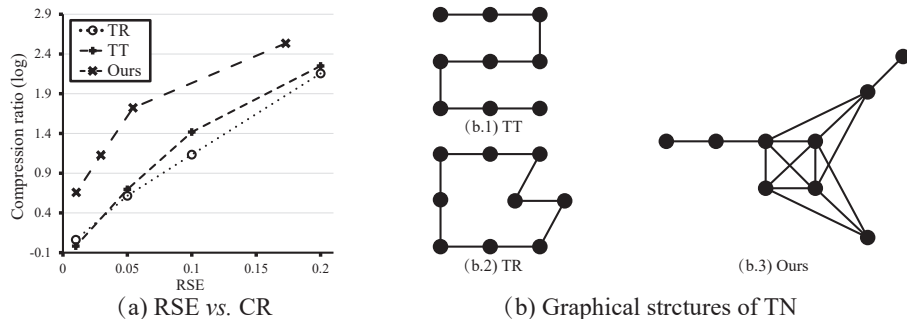 2.9
2.4
1.9
1.4
0.9
0.4
-0.1
Compression ratio (log)
TR
TT
Ours
0
0.05
0.1
0.15
0.2
RSE
(a) RSE vs. CR
(b.1) TT
(b.2) TR
(b.3) Ours
(b) Graphical strctures of TN